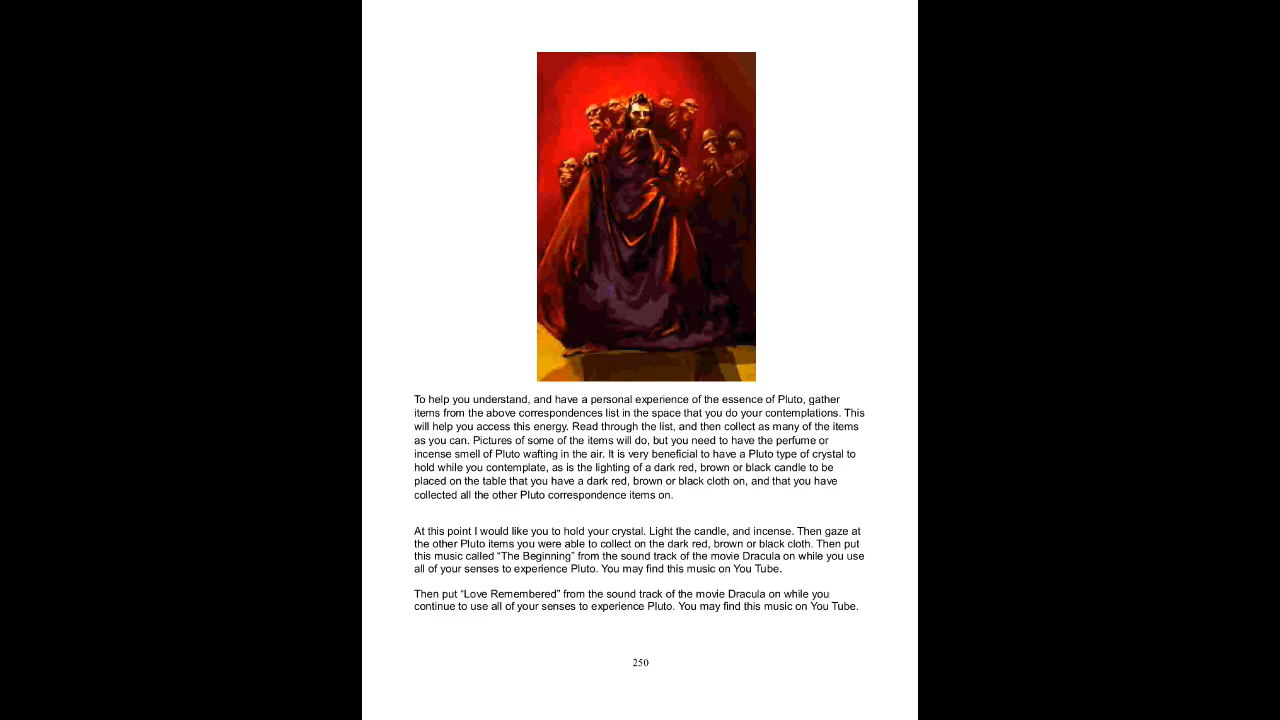 To help you understand, and have a personal experience of the essence of Pluto, gather
items from the above correspondences list in the space that you do your contemplations. This
will help you access this energy. Read through the list, and then collect as many of the items
as you can. Pictures of some of the items will do, but you need to have the perfume or
incense smell of Pluto wafting in the air. It is very beneficial to have a Pluto type of crystal to
hold while you contemplate, as is the lighting of a dark red, brown or black candle to be
placed on the table that you have a dark red, brown or black cloth on, and that you have
collected all the other Pluto correspondence items on.
At this point I would like you to hold your crystal. Light the candle, and incense. Then gaze at
the other Pluto items you were able to collect on the dark red, brown or black cloth. Then put
this music called “The Beginning” from the sound track of the movie Dracula on while you use
all of your senses to experience Pluto. You may find this music on You Tube.
Then put “Love Remembered” from the sound track of the movie Dracula on while you
continue to use all of your senses to experience Pluto. You may find this music on You Tube.
250